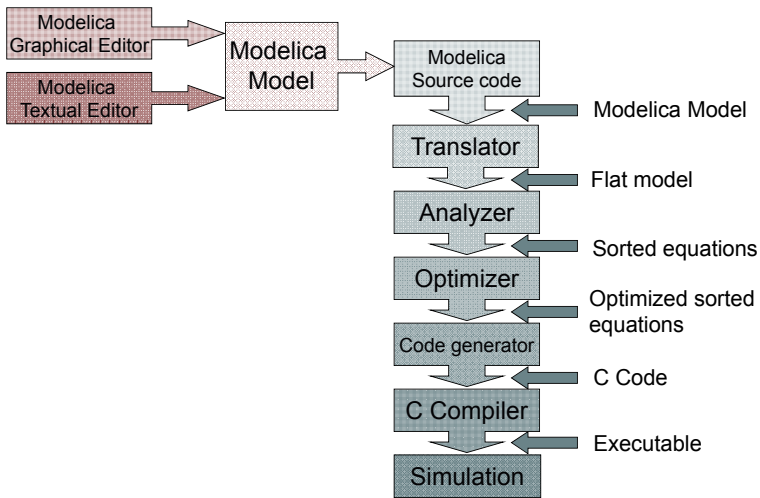 Modelica
Graphical Editor
Modelica
Textual Editor
Modelica
Model
Modelica
Source code
Modelica Model
Translator
Flat model
Analyzer
Sorted equations
Optimizer
Optimized sorted
equations
Code generator
C Code
C Compiler
Executable
Simulation